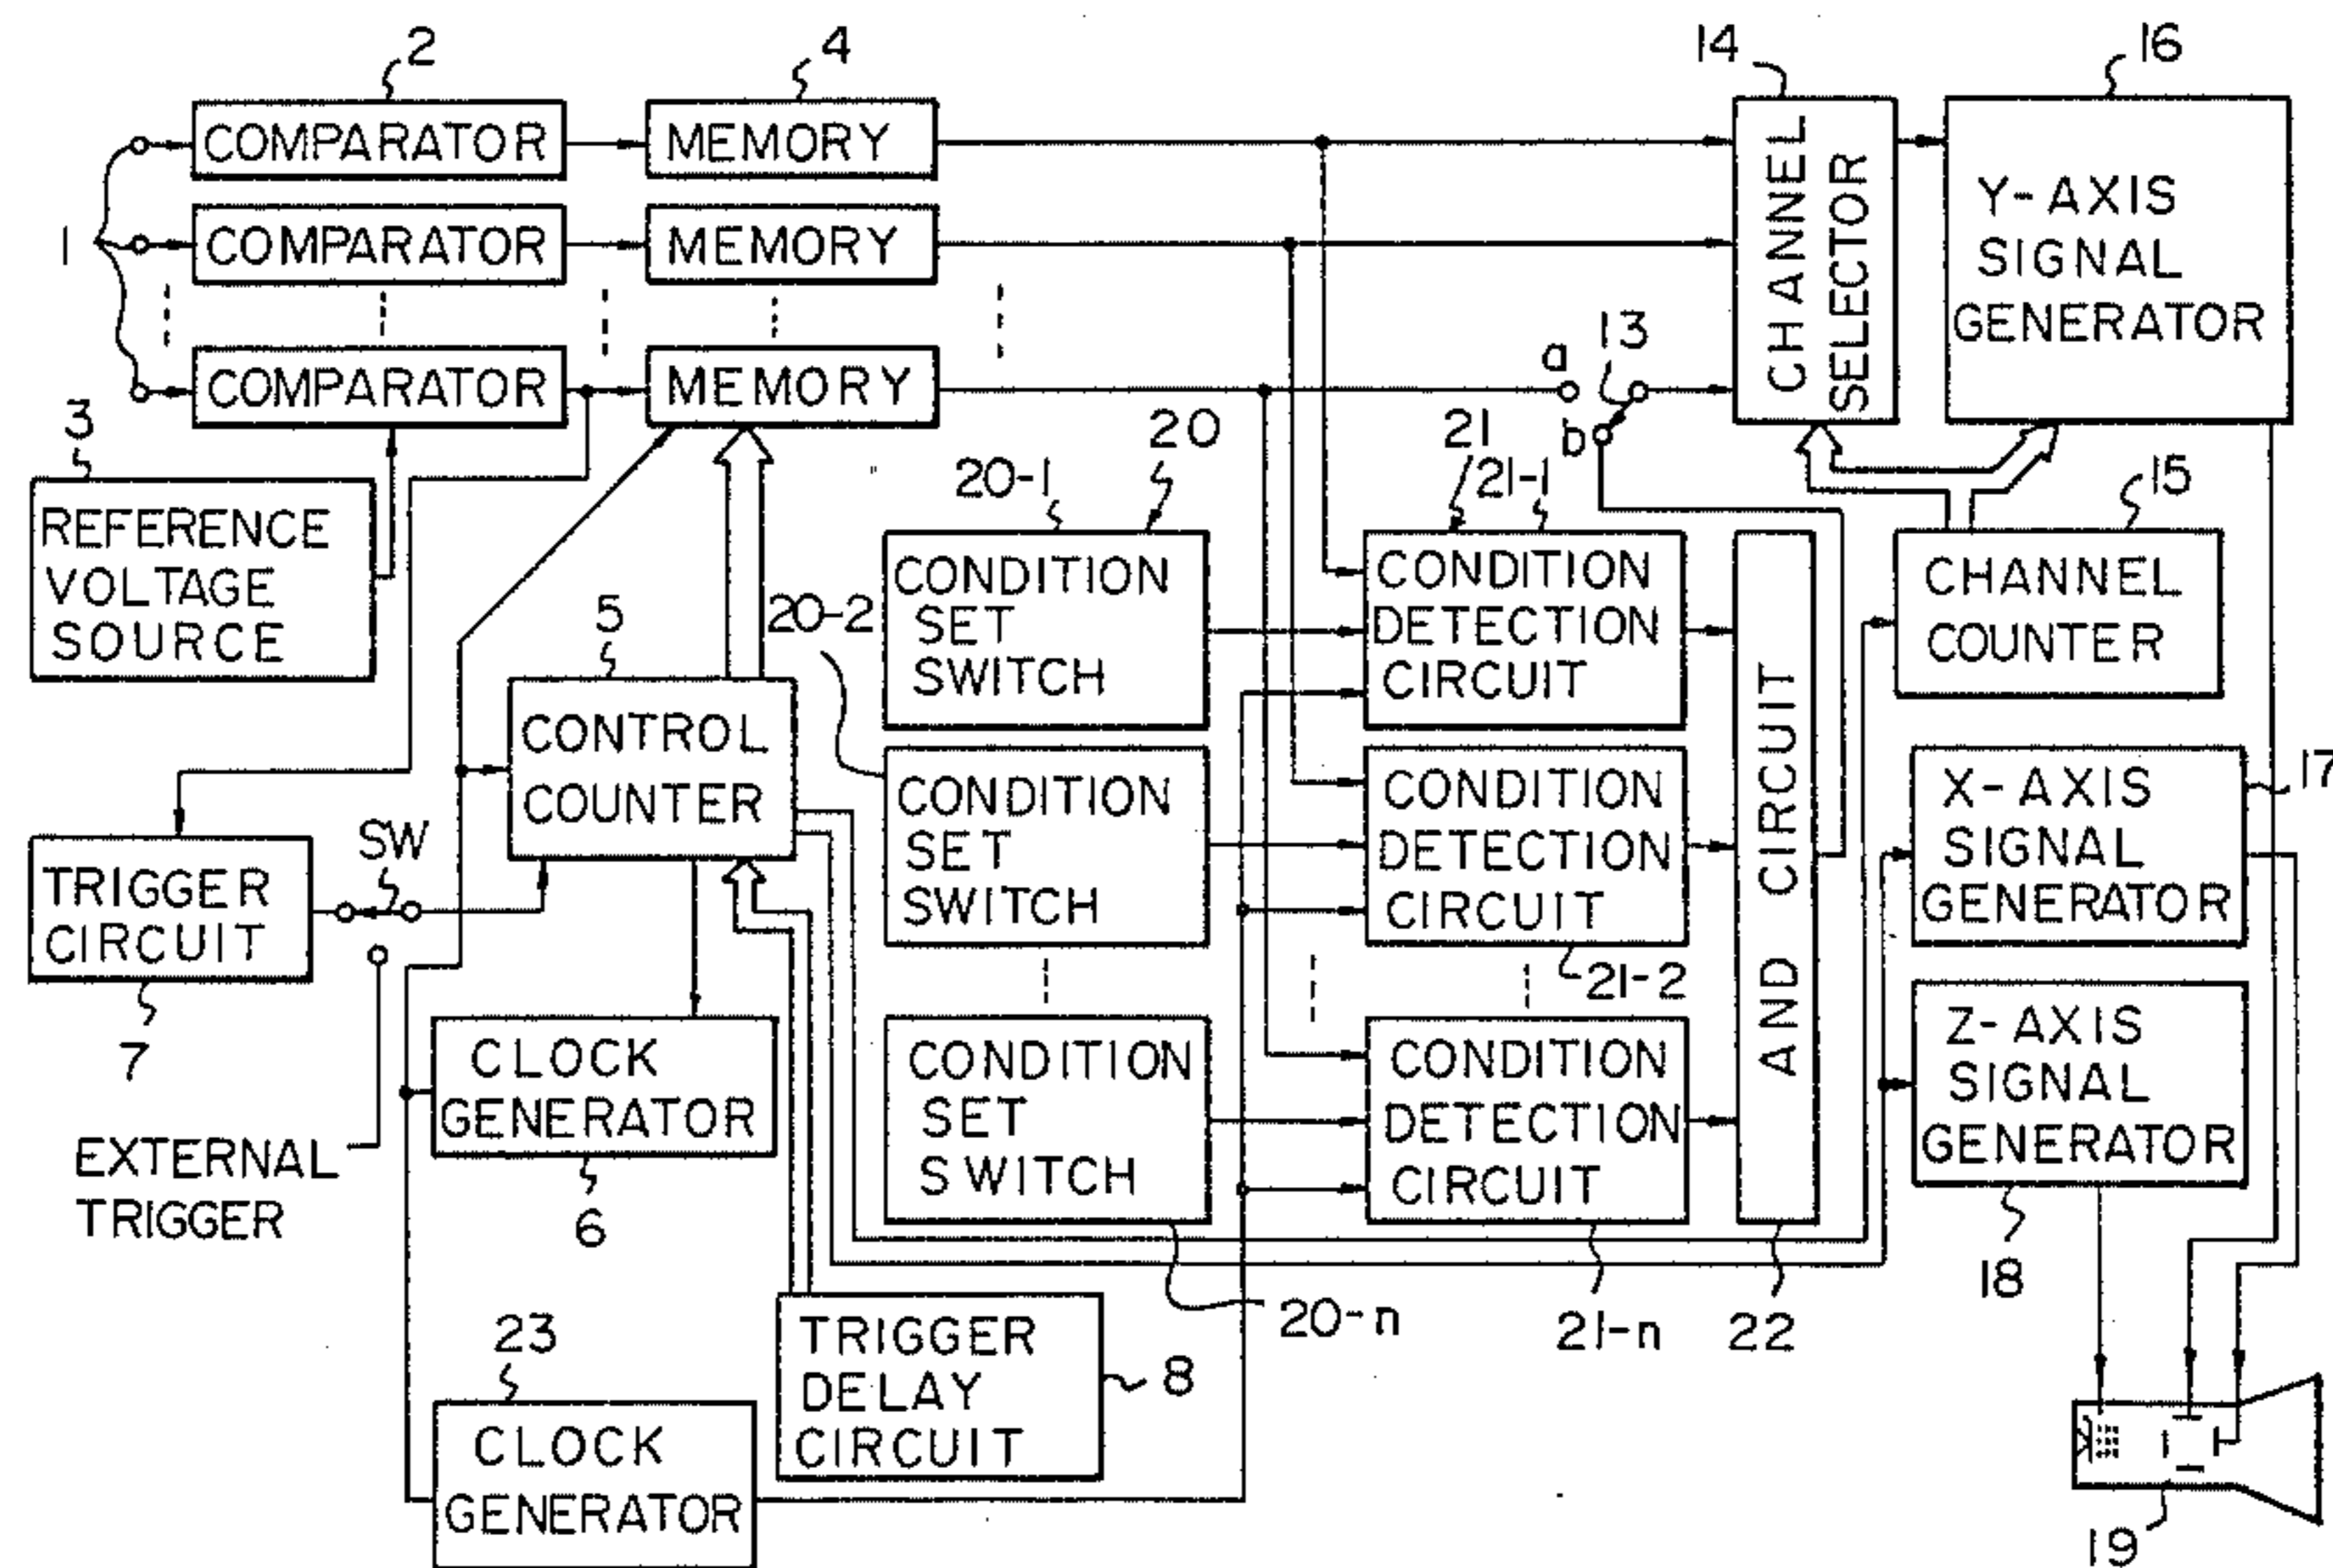 2
4
14
16
COMPARATOR
MEMORY
CHANNEL
SELECTOR
Y-AXIS
SIGNAL
GENERATOR
1
COMPARATOR
MEMORY
COMPARATOR
MEMORY
a
13
b
3
REFERENCE
VOLTAGE
SOURCE
20
20-1
21
21-1
15
CONDITION
SET
SWITCH
CONDITION
DETECTION
CIRCUIT
CHANNEL
COUNTER
20-2
5
CONTROL
COUNTER
CONDITION
SET
SWITCH
CONDITION
DETECTION
CIRCUIT
21-2
AND CIRCUIT
X-AXIS
SIGNAL
GENERATOR
17
SW
TRIGGER
CIRCUIT
7
EXTERNAL
TRIGGER
CLOCK
GENERATOR
6
CONDITION
SET
SWITCH
CONDITION
DETECTION
CIRCUIT
Z-AXIS
SIGNAL
GENERATOR
18
20-n
21-n
22
23
CLOCK
GENERATOR
TRIGGER
DELAY
CIRCUIT
8
19